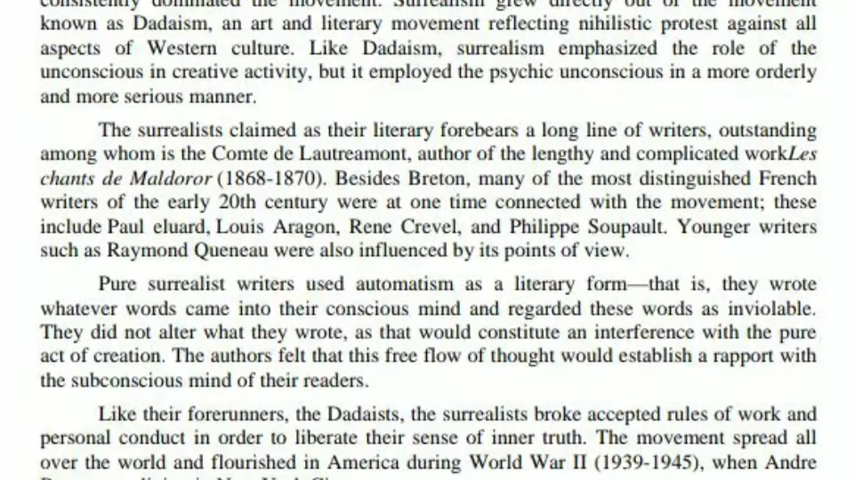 consistently dominated the movement. Surrealism grew directly out of the movement
known as Dadaism, an art and literary movement reflecting nihilistic protest against all
aspects of Western culture. Like Dadaism, surrealism emphasized the role of the
unconscious in creative activity, but it employed the psychic unconscious in a more orderly
and more serious manner.
The surrealists claimed as their literary forebears a long line of writers, outstanding
among whom is the Comte de Lautreamont, author of the lengthy and complicated workLes
chants de Maldoror (1868-1870). Besides Breton, many of the most distinguished French
writers of the early 20th century were at one time connected with the movement; these
include Paul eluard, Louis Aragon, Rene Crevel, and Philippe Soupault. Younger writers
such as Raymond Queneau were also influenced by its points of view.
Pure surrealist writers used automatism as a literary form—that is, they wrote
whatever words came into their conscious mind and regarded these words as inviolable.
They did not alter what they wrote, as that would constitute an interference with the pure
act of creation. The authors felt that this free flow of thought would establish a rapport with
the subconscious mind of their readers.
Like their forerunners, the Dadaists, the surrealists broke accepted rules of work and
personal conduct in order to liberate their sense of inner truth. The movement spread all
over the world and flourished in America during World War II (1939-1945), when Andre